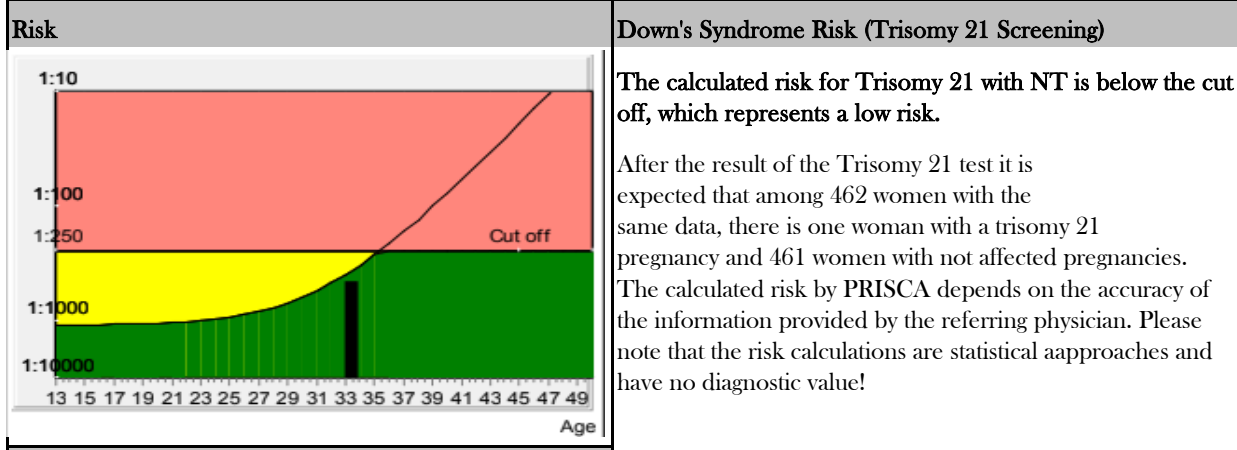 Risk
1:10
1:100
1:250
Cut off
1:1000
1:10000
13 15 17 19 21 23 25 27 29 31 33 35 37 39 41 43 45 47 49
Age
Down's Syndrome Risk (Trisomy 21 Screening)
The calculated risk for Trisomy 21 with NT is below the cut
off, which represents a low risk.
After the result of the Trisomy 21 test it is
expected that among 462 women with the
same data, there is one woman with a trisomy 21
pregnancy and 461 women with not affected pregnancies.
The calculated risk by PRISCA depends on the accuracy of
the information provided by the referring physician. Please
note that the risk calculations are statistical aapproaches and
have no diagnostic value!